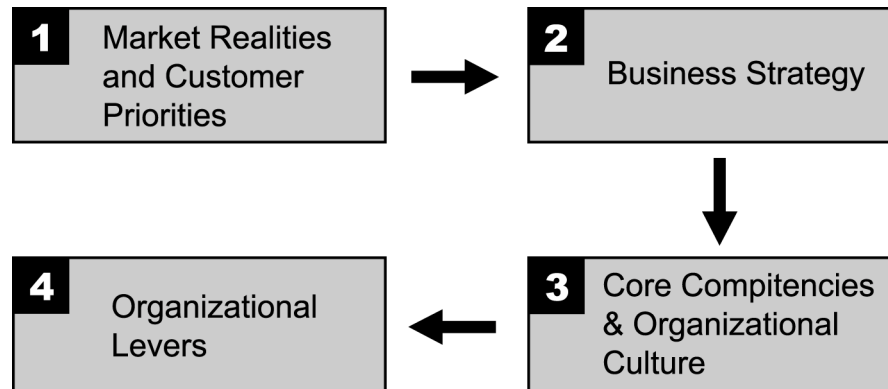 1
Market Realities
and Customer
Priorities
2
Business Strategy
3
Core Compitencies
& Organizational
Culture
4
Organizational
Levers